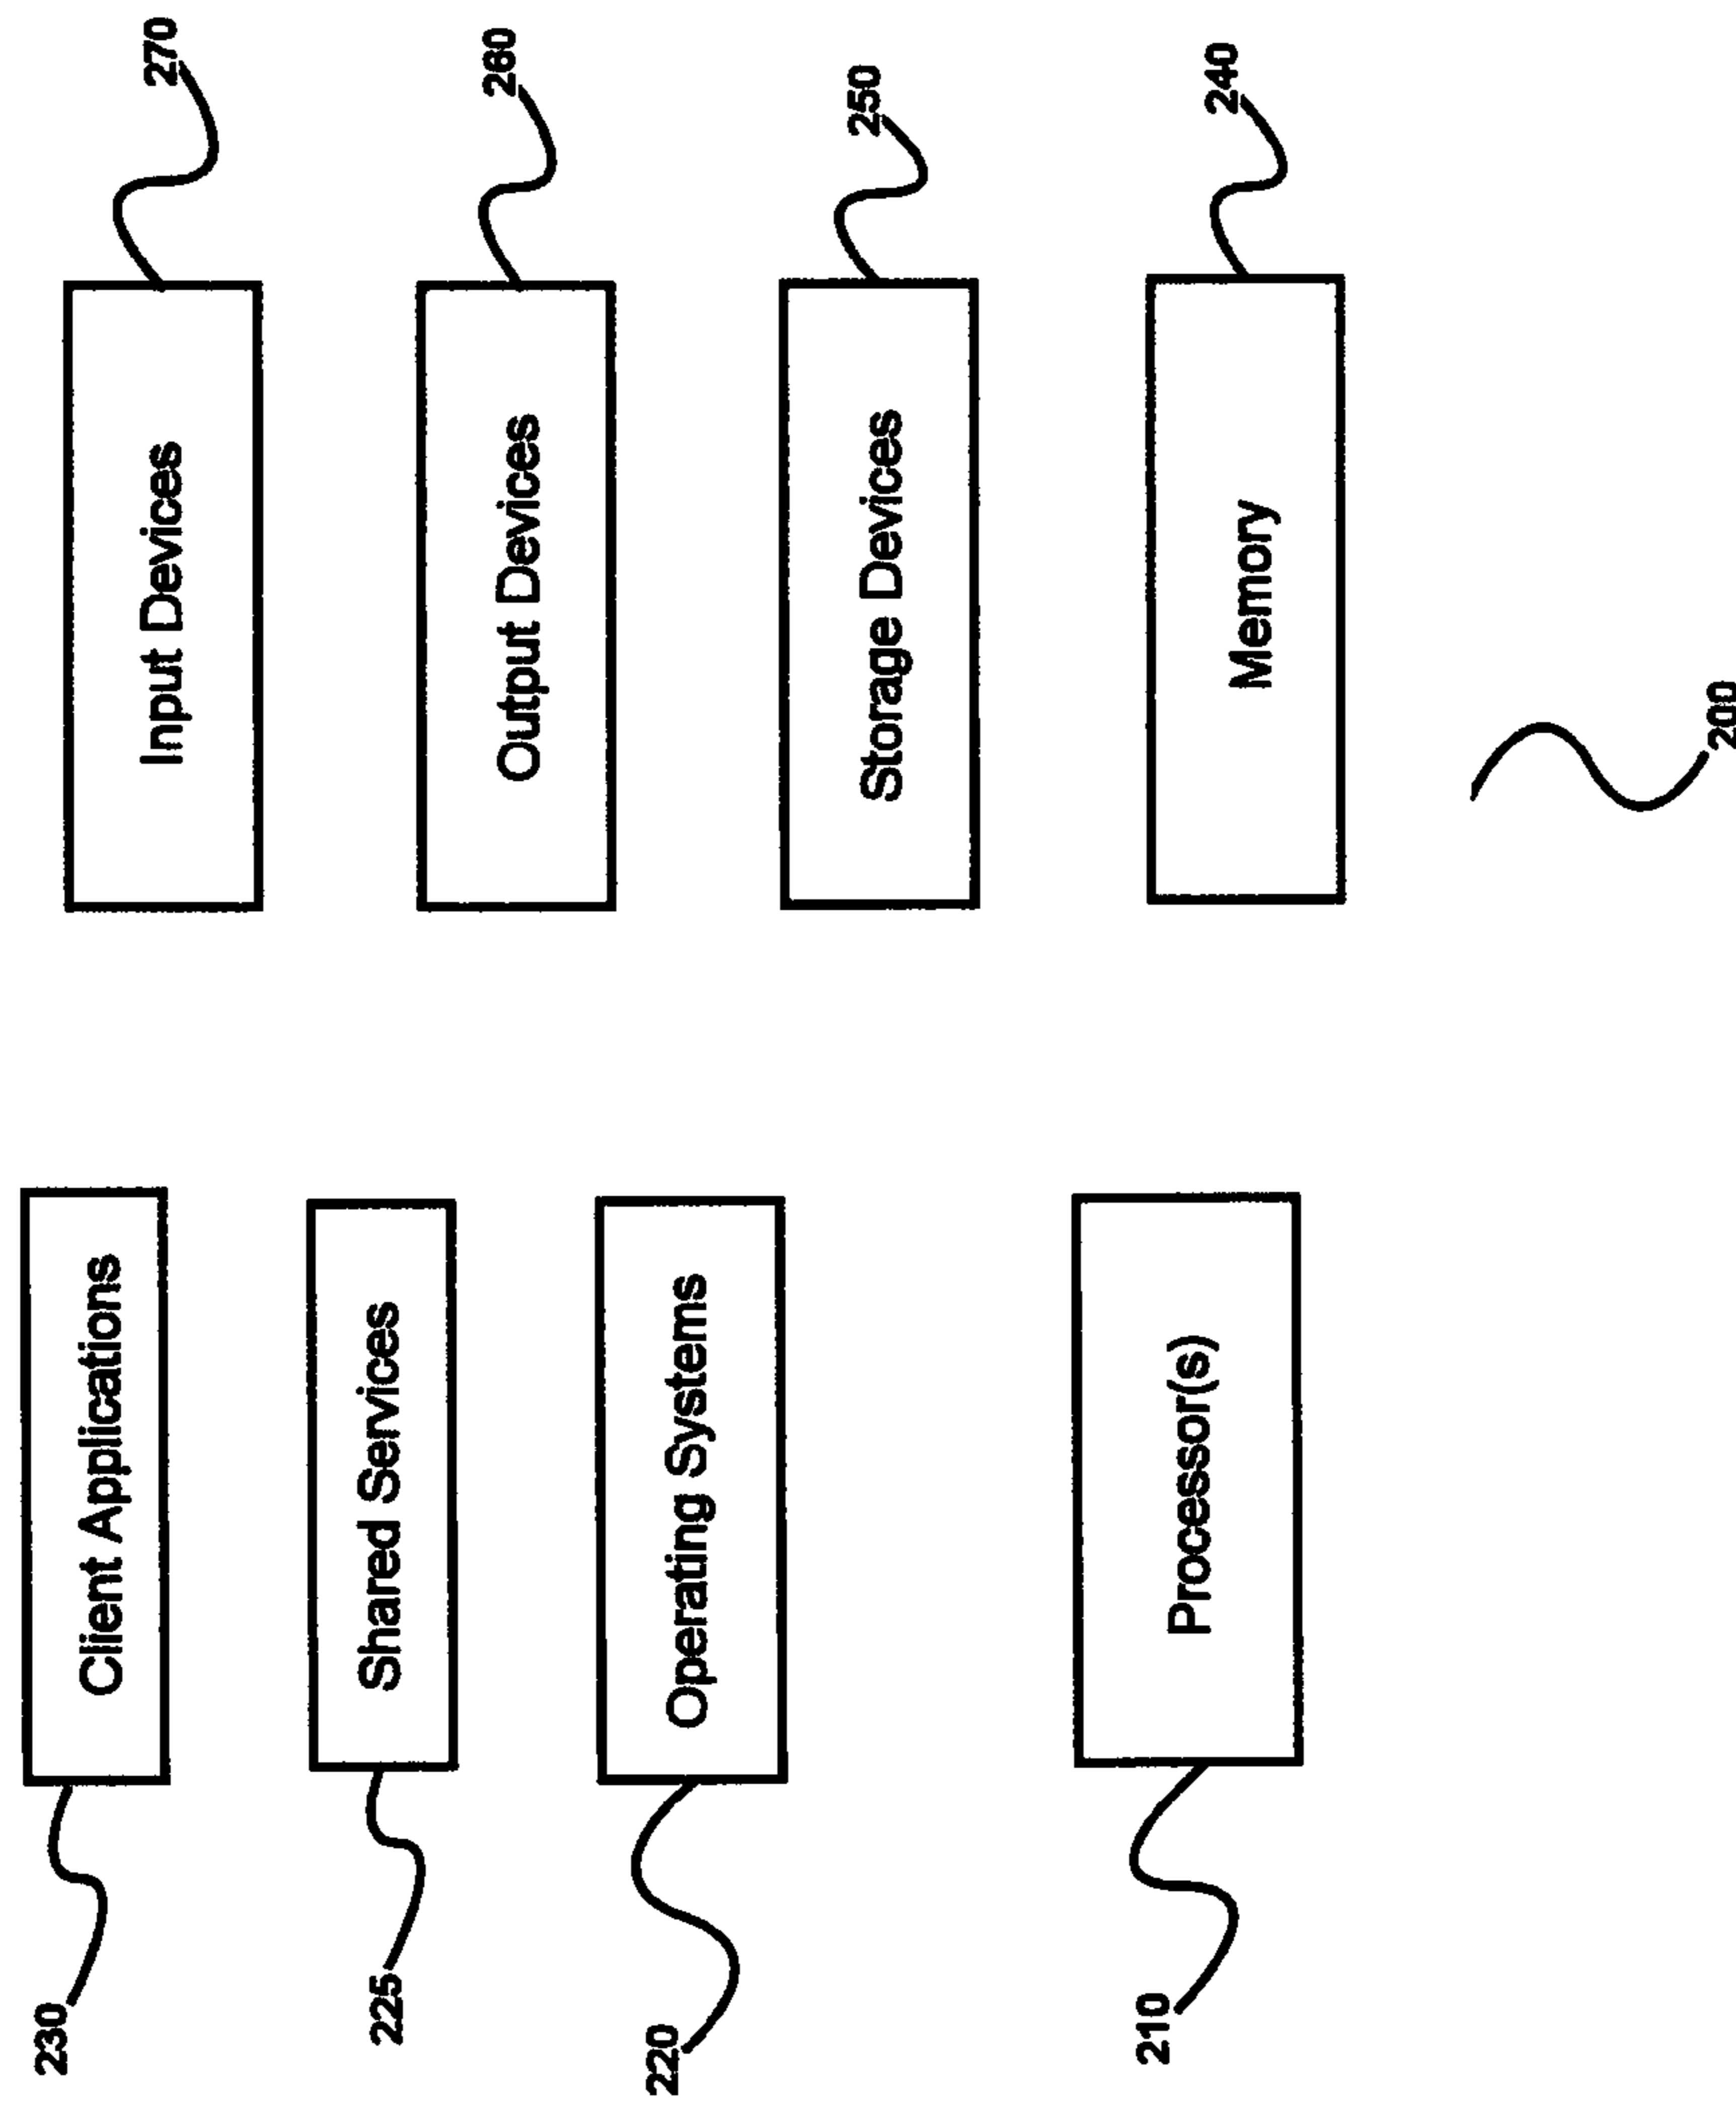 230
Client Applications
Input Devices
270
225
Shared Services
Output Devices
260
220
Operating Systems
Storage Devices
250
210
Processor(s)
Memory
240
200